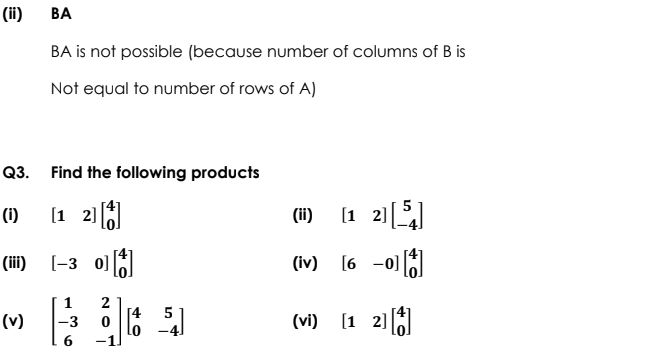 (ii) BA
BA is not possible (because number of columns of B is
Not equal to number of rows of A)
Q3. Find the following products
(i) [1 2][4 0] (ii) [1 2][5 −4]
(iii) [−3 0][4 0] (iv) [6 −0][4 0]
(v) [1 2 −3 0 6 −1][4 5 0 −4] (vi) [1 2][4 0]